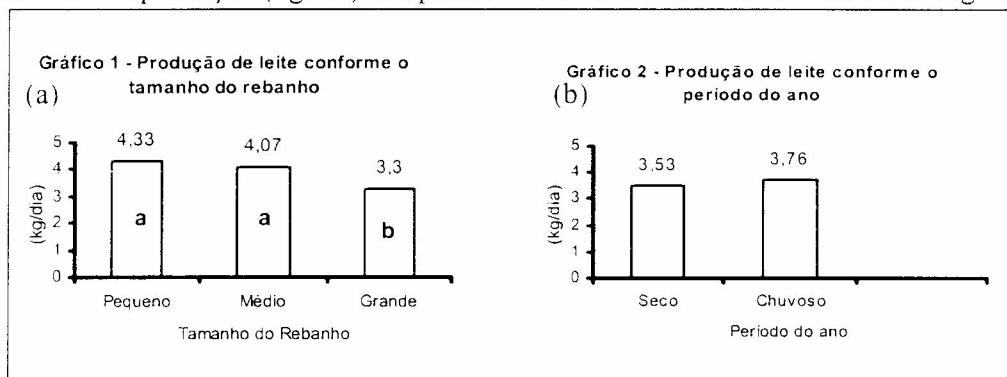 Gráfico 1 - Produção de leite conforme o
tamanho do rebanho
(a)
5
4
3
2
1
0
(kg/dia)
4,33
4,07
3,3
a
a
b
Pequeno
Médio
Grande
Tamanho do Rebanho
Gráfico 2 - Produção de leite conforme o
período do ano
(b)
5
4
3
2
1
0
(kg/dia)
3,53
3,76
Seco
Chuvoso
Período do ano